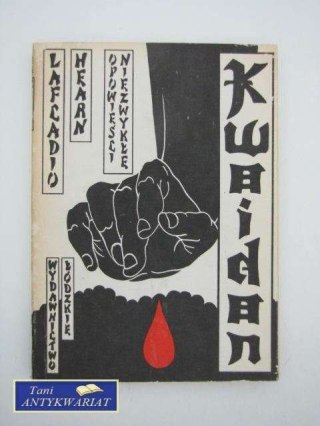 LAFCADIO
HEARN
OPOWIEŚCI
NIEZWYKŁE
Kwaidan
WYDAWNICTWO
ŁÓDZKIE
Tani
ANTYKWARIAT